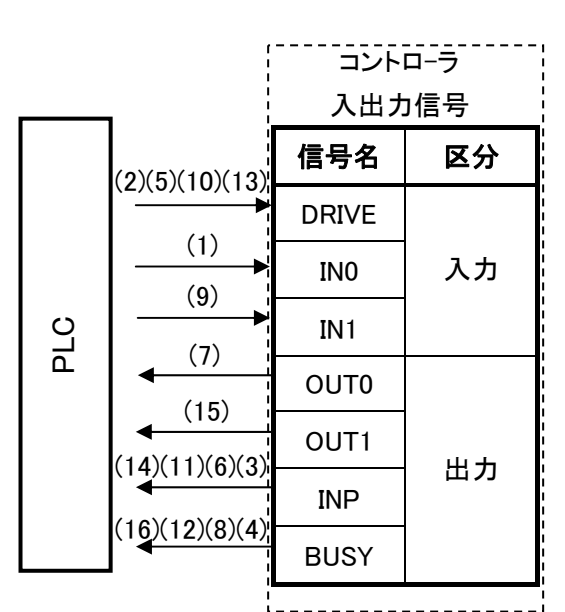 コントロ-ラ
入出力信号
信号名 区分
(2)(5)(10)(13)
DRIVE
(1)
IN0 入力
(9)
IN1
PLC
(7)
OUT0
(15)
OUT1
出力
(14)(11)(6)(3)
INP
(16)(12)(8)(4)
BUSY